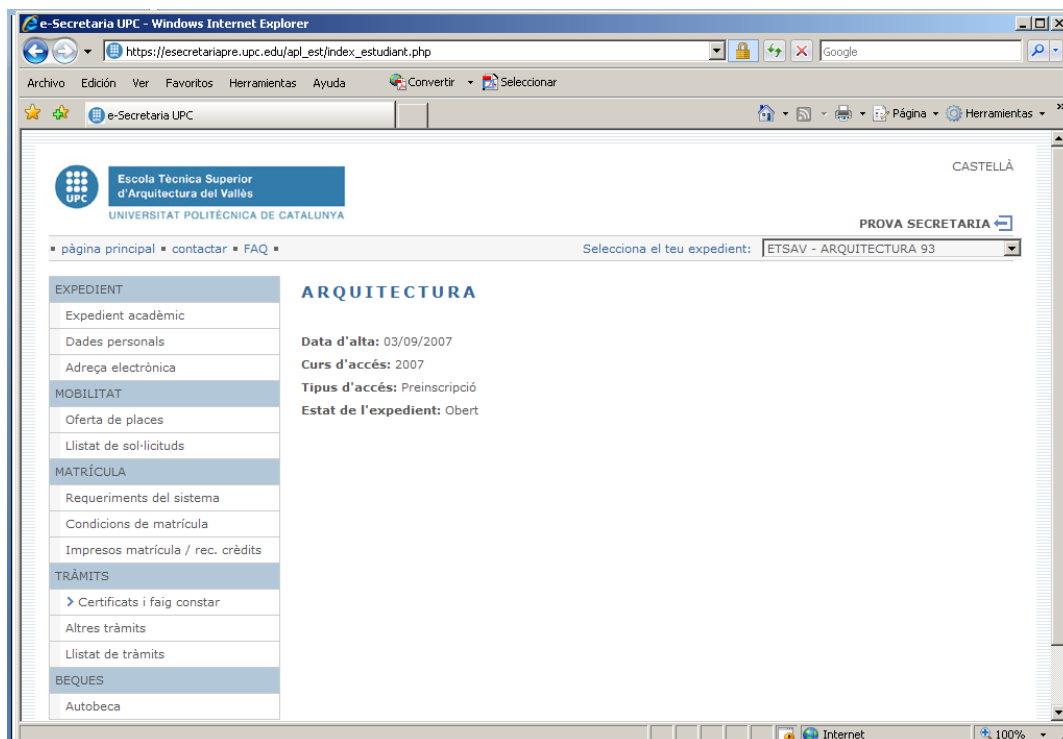 e-Secretaria UPC - Windows Internet Explorer
https://esecretariapre.upc.edu/apl_est/index_estudiant.php
Google
Archivo Edición Ver Favoritos Herramientas Ayuda Convertir Seleccionar
e-Secretaria UPC
Página Herramientas »
CASTELLÀ
UPC
Escola Tècnica Superior
d'Arquitectura del Vallès
UNIVERSITAT POLITÈCNICA DE CATALUNYA
PROVA SECRETARIA
pàgina principal contactar FAQ
Selecciona el teu expedient: ETSAV - ARQUITECTURA 93
EXPEDIENT
Expedient acadèmic
Dades personals
Adreça electrònica
MOBILITAT
Oferta de places
Llistat de sol·licituds
MATRÍCULA
Requeriments del sistema
Condicions de matrícula
Impresos matrícula / rec. crèdits
TRÀMITS
Certificats i faig constar
Altres tràmits
Llistat de tràmits
BEQUES
Autobeca
ARQUITECTURA
Data d'alta: 03/09/2007
Curs d'accés: 2007
Tipus d'accés: Preinscripció
Estat de l'expedient: Obert
Internet
100%